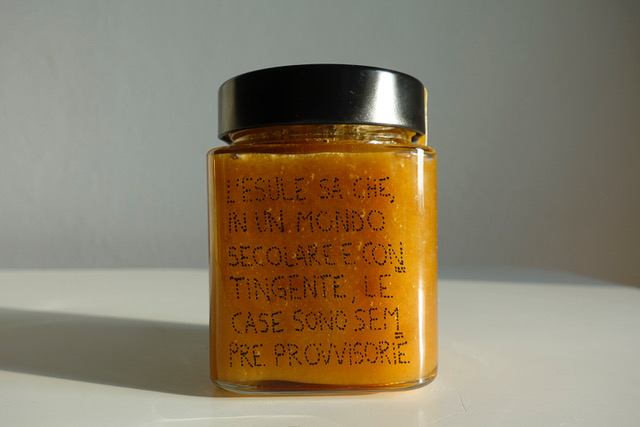 L'ESULE SA CHE,
IN UN MONDO
SECOLARE E CON=
TINGENTE, LE
CASE SONO SEM=
PRE PROVVISORIE